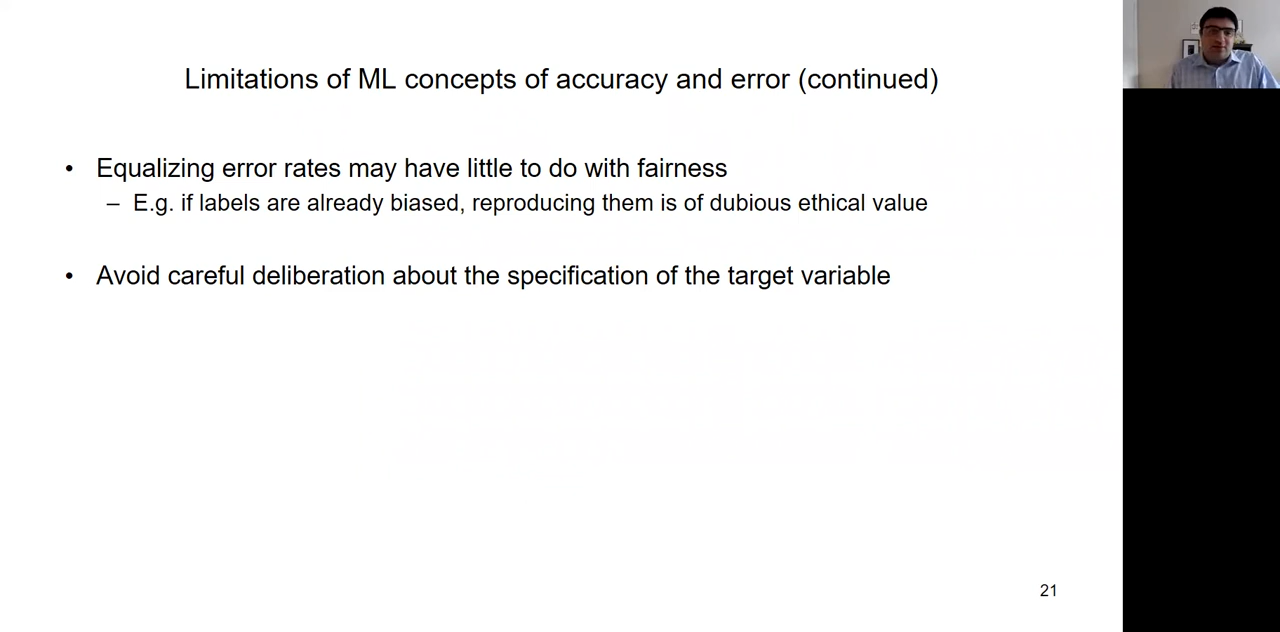 Limitations of ML concepts of accuracy and error (continued)
• Equalizing error rates may have little to do with fairness
– E.g. if labels are already biased, reproducing them is of dubious ethical value
• Avoid careful deliberation about the specification of the target variable
21